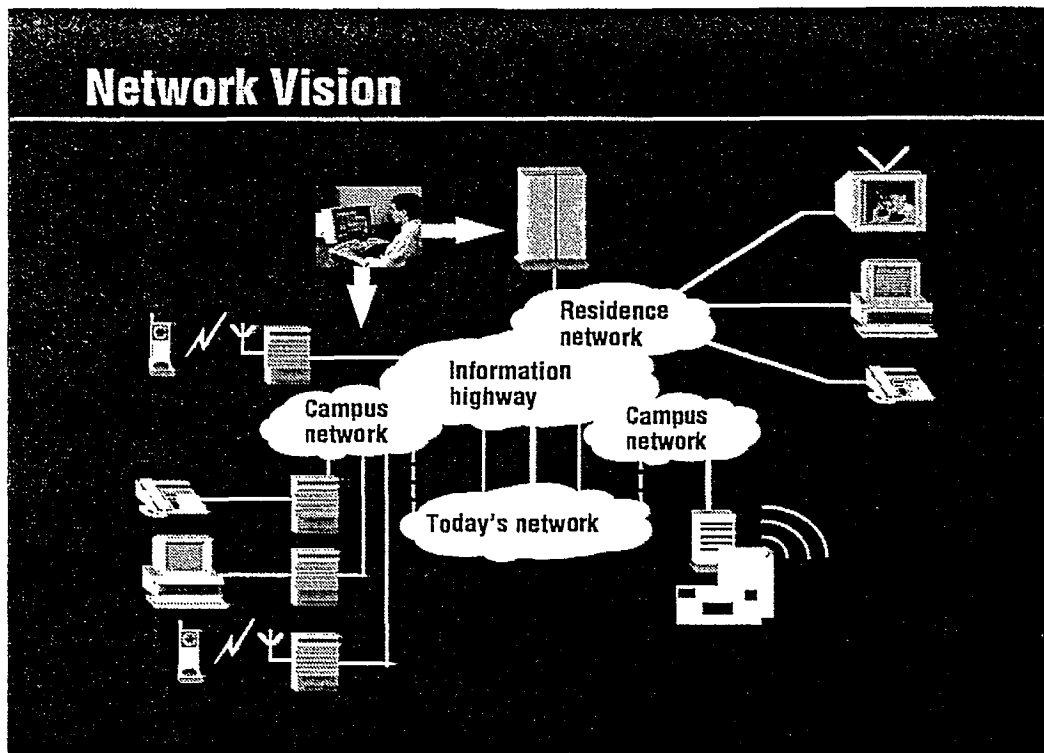 Network Vision
Residence
network
Information
highway
Campus
network
Campus
network
Today's network